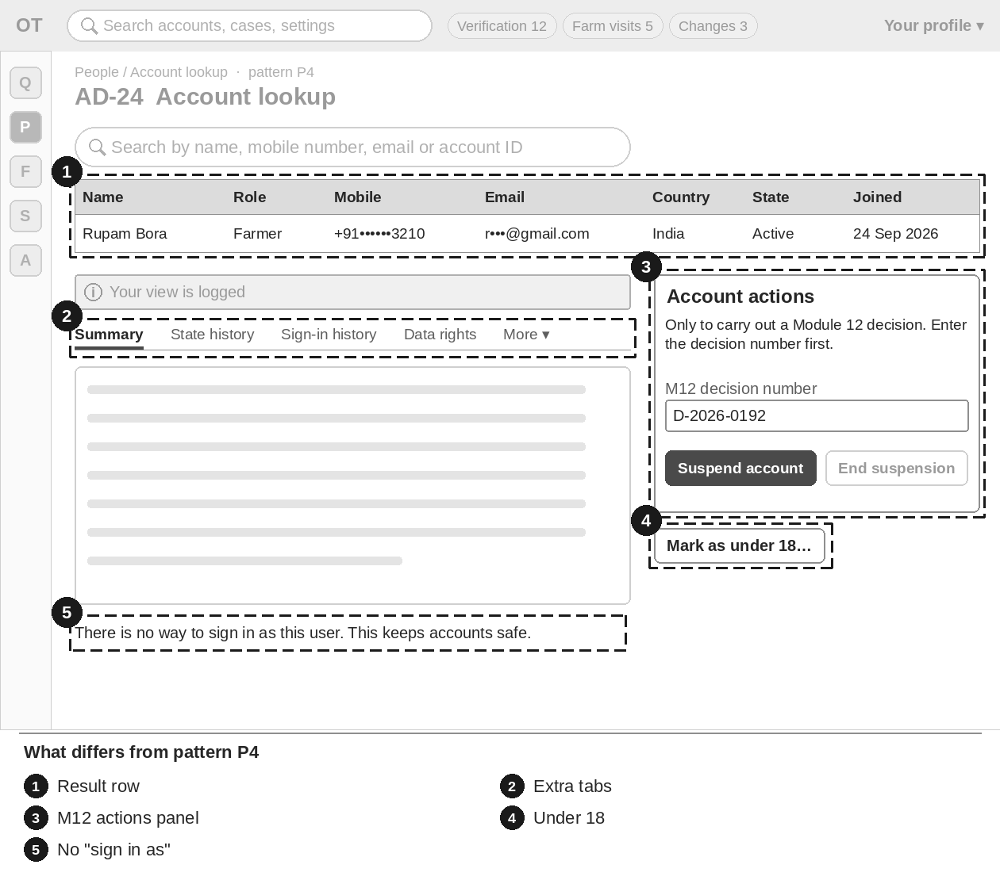 OT
Search accounts, cases, settings
Verification 12
Farm visits 5
Changes 3
Your profile ▾
Q
P
F
S
A
People / Account lookup · pattern P4
AD-24 Account lookup
Search by name, mobile number, email or account ID
1
Name Role Mobile Email Country State Joined
Rupam Bora Farmer +91••••••3210 r•••@gmail.com India Active 24 Sep 2026
i Your view is logged
2
Summary State history Sign-in history Data rights More ▾
3
Account actions
Only to carry out a Module 12 decision. Enter
the decision number first.
M12 decision number
D-2026-0192
Suspend account End suspension
4
Mark as under 18…
5
There is no way to sign in as this user. This keeps accounts safe.
What differs from pattern P4
1 Result row
2 Extra tabs
3 M12 actions panel
4 Under 18
5 No "sign in as"